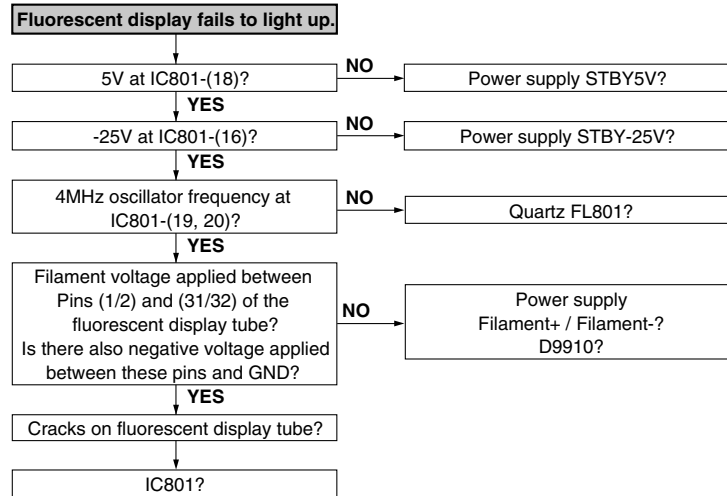 Fluorescent display fails to light up.
5V at IC801-(18)?
NO
Power supply STBY5V?
YES
-25V at IC801-(16)?
NO
Power supply STBY-25V?
YES
4MHz oscillator frequency at
IC801-(19, 20)?
NO
Quartz FL801?
YES
Filament voltage applied between
Pins (1/2) and (31/32) of the
fluorescent display tube?
Is there also negative voltage applied
between these pins and GND?
NO
Power supply
Filament+ / Filament-?
D9910?
YES
Cracks on fluorescent display tube?
IC801?